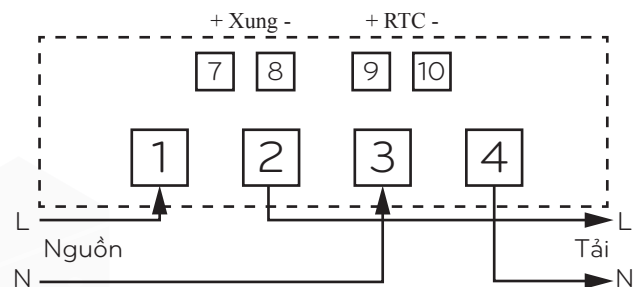 + Xung - + RTC -
7 8 9 10
1 2 3 4
L L
Nguồn Tải
N N